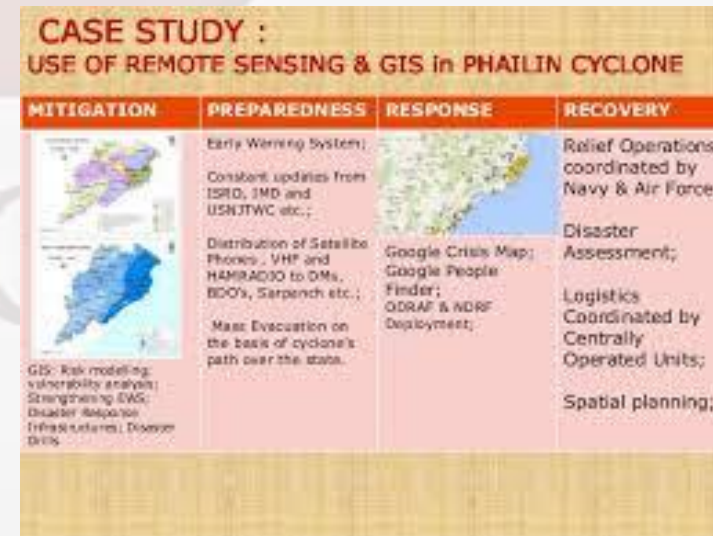 CASE STUDY :
USE OF REMOTE SENSING & GIS in PHAILIN CYCLONE
MITIGATION
GIS: Risk modelling;
vulnerability analysis;
Strengthening EWS;
Disaster Response
Infrastructures; Disaster
Drills
PREPAREDNESS
Early Warning System;
Constant updates from
ISRO, IMD and
USNJTWC etc.;
Distribution of Satellite
Phones , VHF and
HAMRADIO to DMs,
BDO's, Sarpanch etc.;
Mass Evacuation on
the basis of cyclone's
path over the state.
RESPONSE
Google Crisis Map;
Google People
Finder;
ODRAF & NDRF
Deployment;
RECOVERY
Relief Operations
coordinated by
Navy & Air Force
Disaster
Assessment;
Logistics
Coordinated by
Centrally
Operated Units;
Spatial planning;